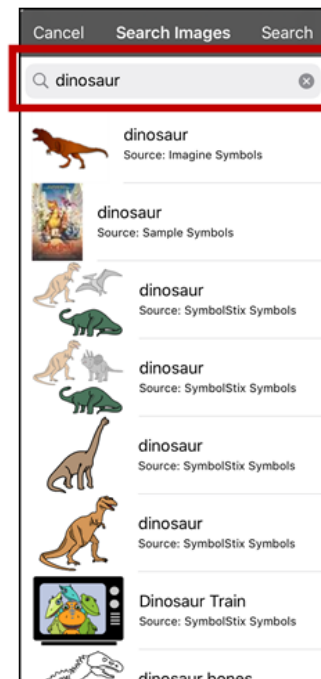 Cancel Search Images Search
dinosaur
dinosaur
Source: Imagine Symbols
dinosaur
Source: Sample Symbols
dinosaur
Source: SymbolStix Symbols
dinosaur
Source: SymbolStix Symbols
dinosaur
Source: SymbolStix Symbols
dinosaur
Source: SymbolStix Symbols
Dinosaur Train
Source: SymbolStix Symbols
dinosaur bones